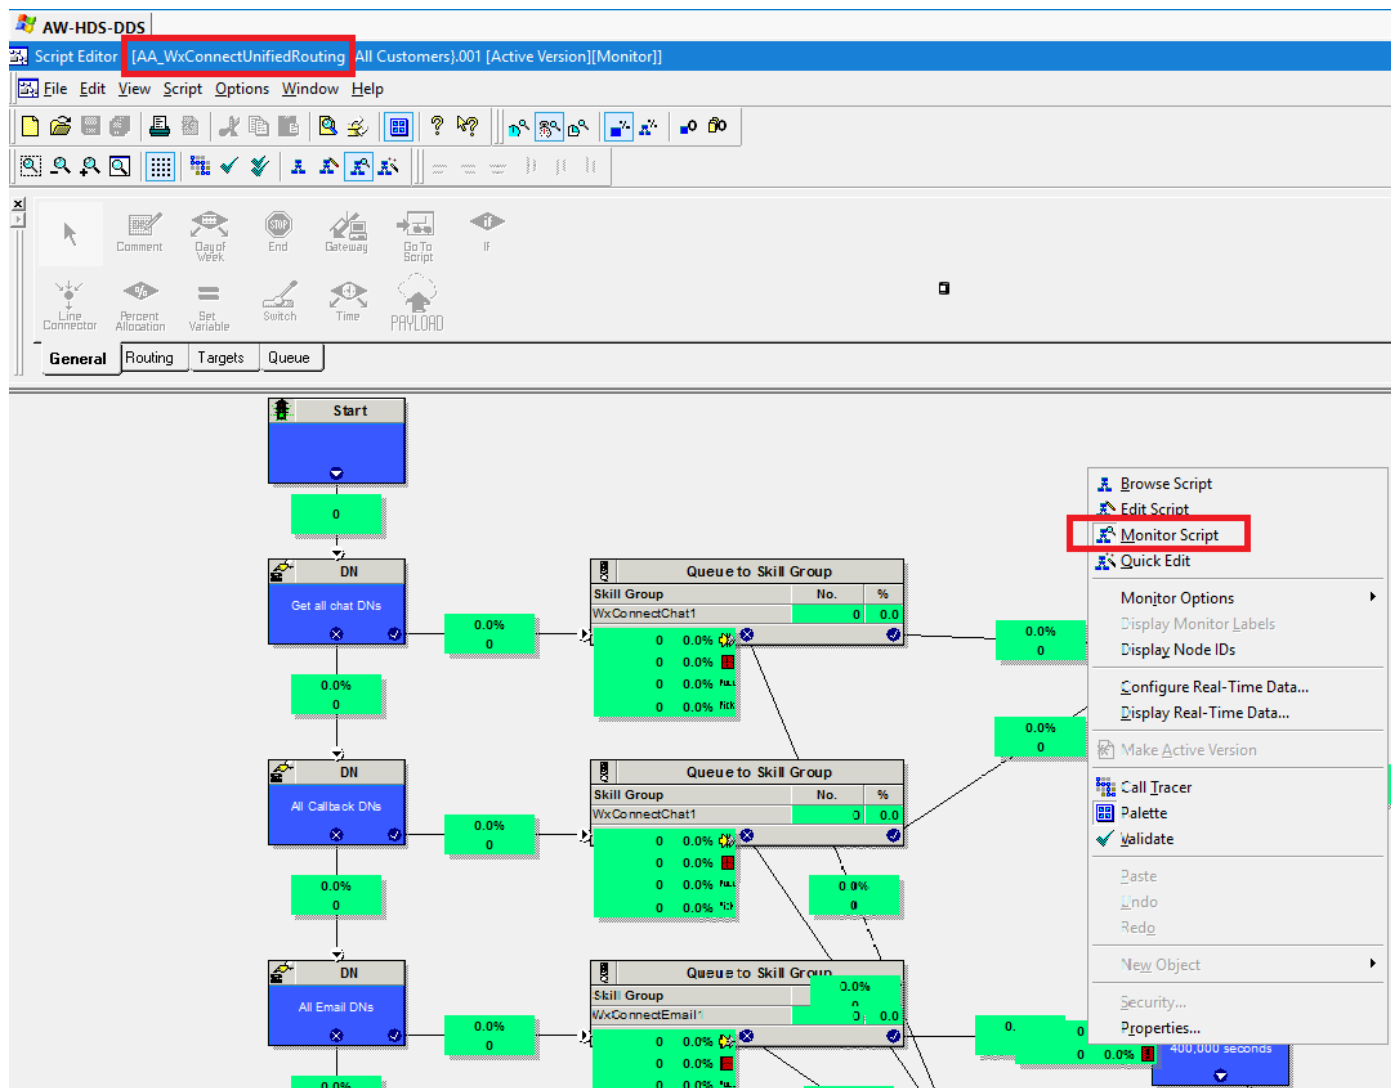 AW-HDS-DDS
Script Editor [AA_WxConnectUnifiedRouting All Customers}.001 [Active Version][Monitor]]
File Edit View Script Options Window Help
Comment Day of Week End Gateway Go To Script IF
Line Connector Percent Allocation Set Variable Switch Time PAYLOAD
General Routing Targets Queue
Start
0
DN
Get all chat DNs
0.0%
0
Queue to Skill Group
Skill Group No. %
WxConnectChat1 0 0.0
0 0.0%
0 0.0%
0 0.0%
0 0.0% Pick
0.0%
0
0.0%
0
0.0%
0
DN
All Callback DNs
0.0%
0
Queue to Skill Group
Skill Group No. %
WxConnectChat1 0 0.0
0 0.0%
0 0.0%
0 0.0%
0 0.0%
0.0%
0
0.0%
0
DN
All Email DNs
0.0%
0
Queue to Skill Group
Skill Group
0.0%
WxConnectEmail1 0 0.0
0 0.0%
0 0.0%
0 0.0%
0.
0
0 0.0%
400,000 seconds
0.0%
Browse Script
Edit Script
Monitor Script
Quick Edit
Monitor Options
Display Monitor Labels
Display Node IDs
Configure Real-Time Data...
Display Real-Time Data...
Make Active Version
Call Tracer
Palette
Validate
Paste
Undo
Redo
New Object
Security...
Properties...